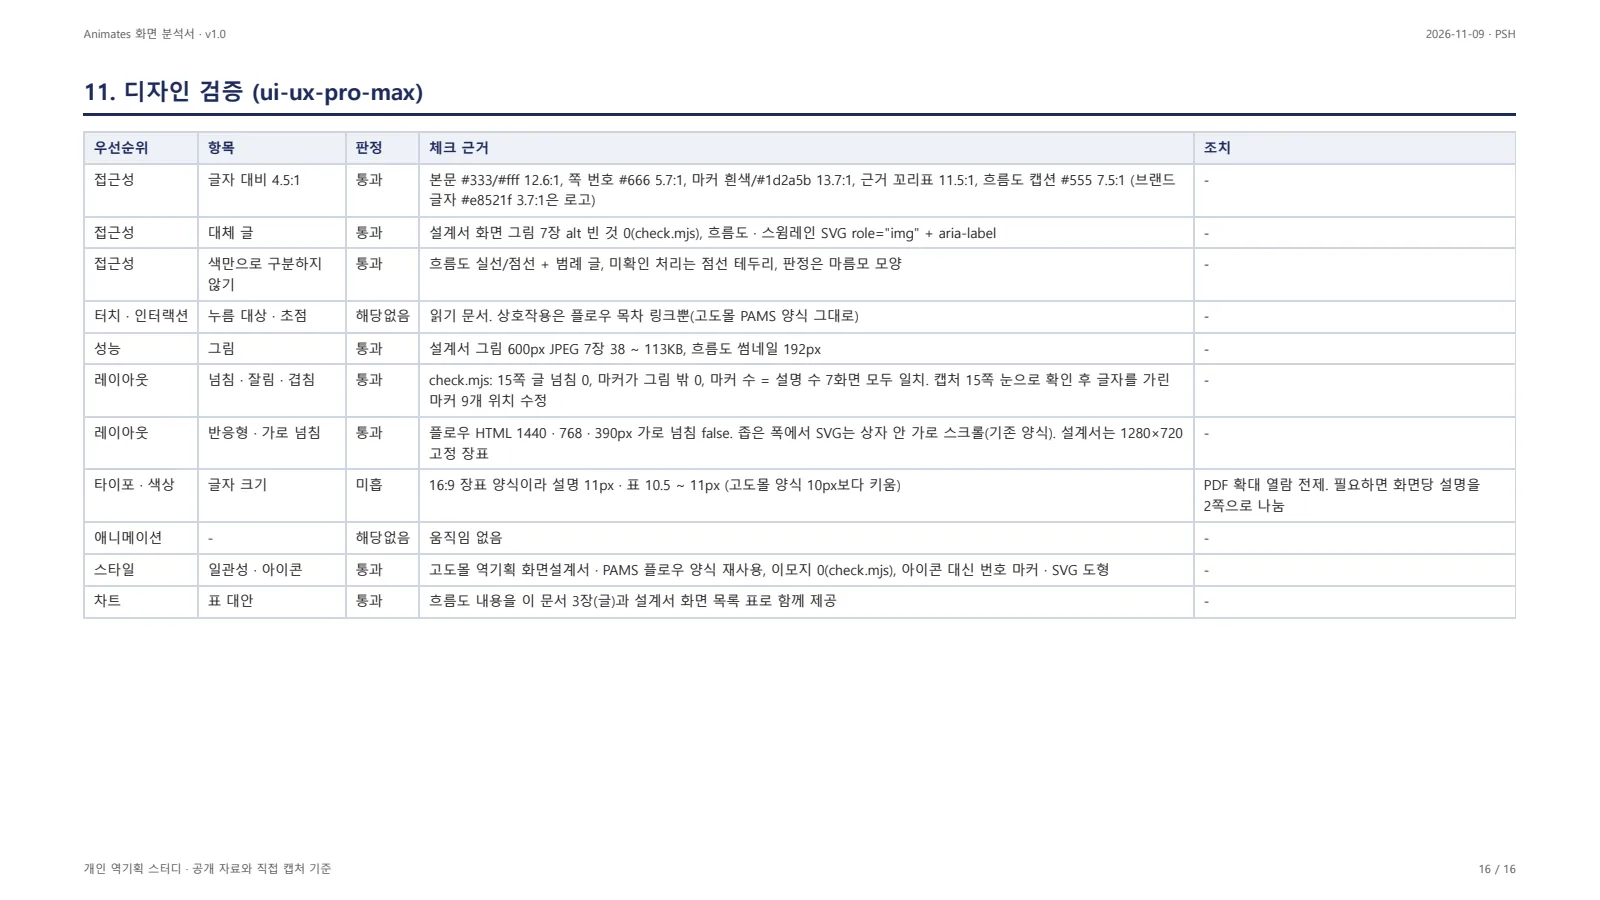 Animates 화면 분석서 · v1.0
2026-11-09 · PSH
11. 디자인 검증 (ui-ux-pro-max)
우선순위 항목 판정 체크 근거 조치
접근성 글자 대비 4.5:1 통과 본문 #333/#fff 12.6:1, 쪽 번호 #666 5.7:1, 마커 흰색/#1d2a5b 13.7:1, 근거 꼬리표 11.5:1, 흐름도 캡션 #555 7.5:1 (브랜드 -
글자 #e8521f 3.7:1은 로고)
접근성 대체 글 통과 설계서 화면 그림 7장 alt 빈 것 0(check.mjs), 흐름도 · 스윔레인 SVG role="img" + aria-label -
접근성 색만으로 구분하지 통과 흐름도 실선/점선 + 범례 글, 미확인 처리는 점선 테두리, 판정은 마름모 모양 -
않기
터치 · 인터랙션 누름 대상 · 초점 해당없음 읽기 문서. 상호작용은 플로우 목차 링크뿐(고도몰 PAMS 양식 그대로) -
성능 그림 통과 설계서 그림 600px JPEG 7장 38 ~ 113KB, 흐름도 썸네일 192px -
레이아웃 넘침 · 잘림 · 겹침 통과 check.mjs: 15쪽 글 넘침 0, 마커가 그림 밖 0, 마커 수 = 설명 수 7화면 모두 일치. 캡처 15쪽 눈으로 확인 후 글자를 가린 -
마커 9개 위치 수정
레이아웃 반응형 · 가로 넘침 통과 플로우 HTML 1440 · 768 · 390px 가로 넘침 false. 좁은 폭에서 SVG는 상자 안 가로 스크롤(기존 양식). 설계서는 1280×720 -
고정 장표
타이포 · 색상 글자 크기 미흡 16:9 장표 양식이라 설명 11px · 표 10.5 ~ 11px (고도몰 양식 10px보다 키움) PDF 확대 열람 전제. 필요하면 화면당 설명을
2쪽으로 나눔
애니메이션 - 해당없음 움직임 없음 -
스타일 일관성 · 아이콘 통과 고도몰 역기획 화면설계서 · PAMS 플로우 양식 재사용, 이모지 0(check.mjs), 아이콘 대신 번호 마커 · SVG 도형 -
차트 표 대안 통과 흐름도 내용을 이 문서 3장(글)과 설계서 화면 목록 표로 함께 제공 -
개인 역기획 스터디 · 공개 자료와 직접 캡처 기준
16 / 16